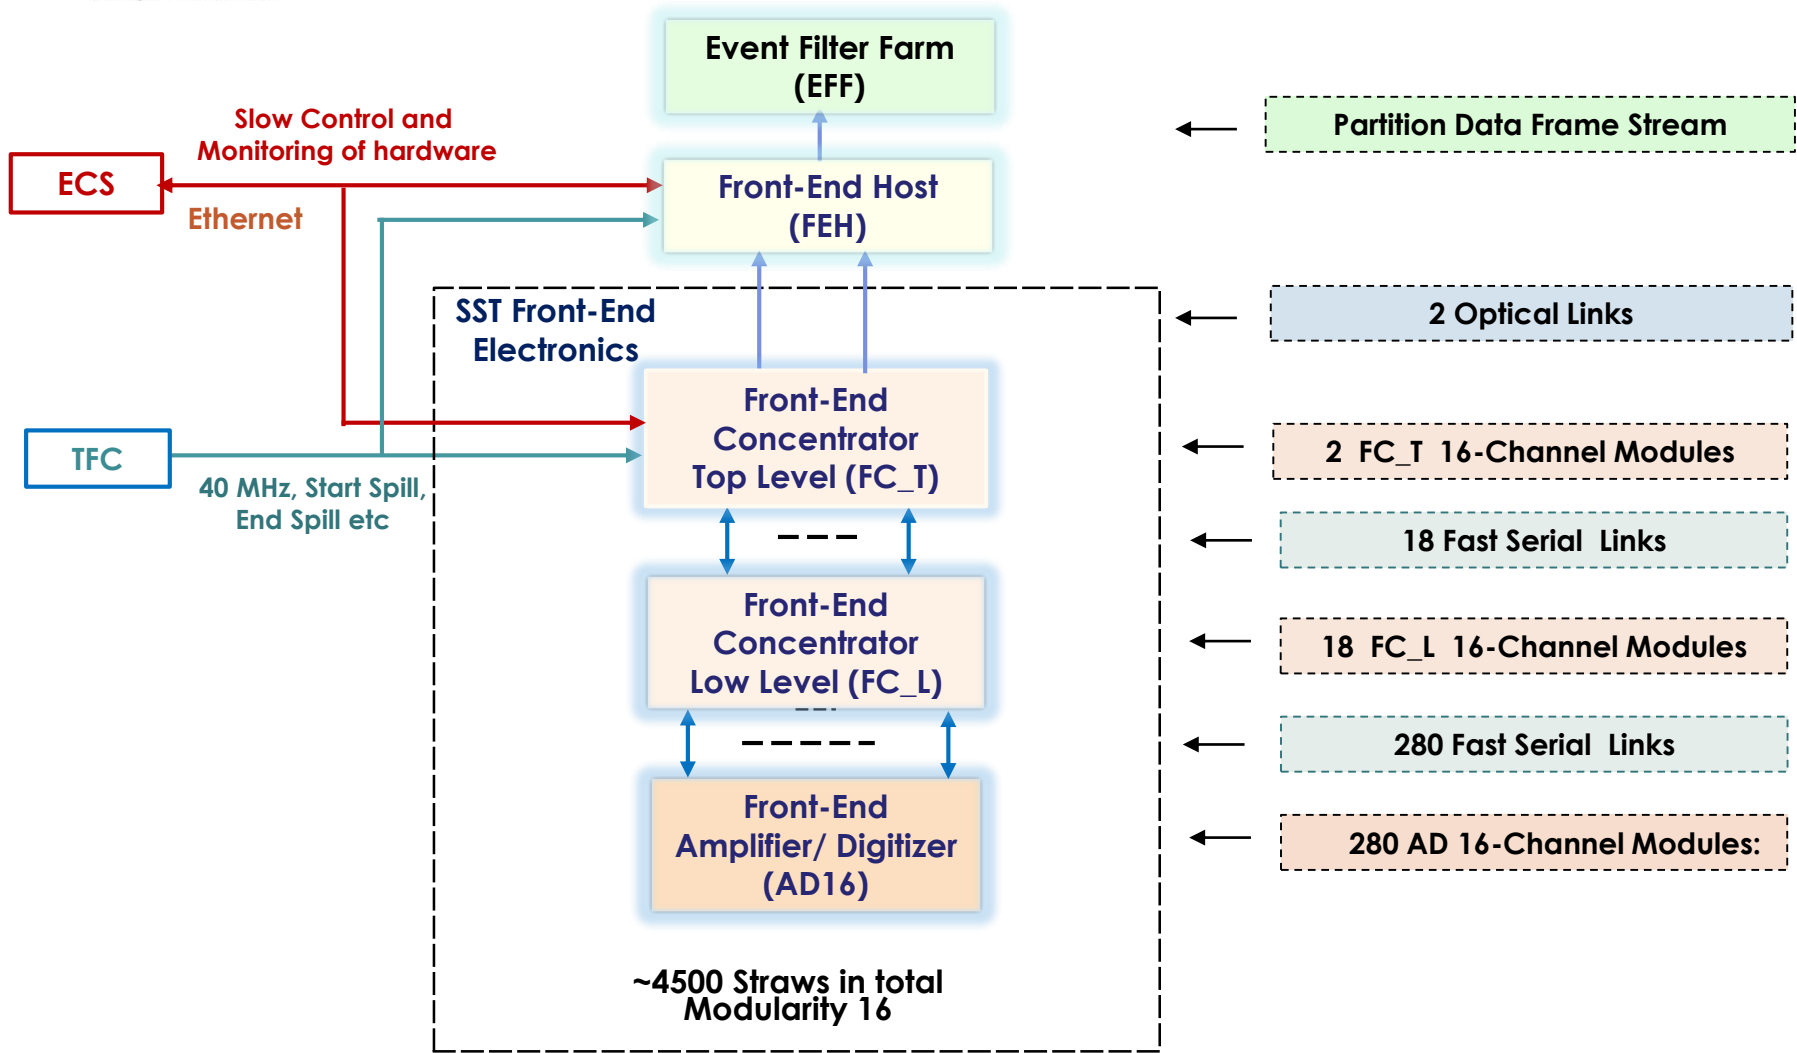 Event Filter Farm
(EFF)
Slow Control and
Monitoring of hardware
Partition Data Frame Stream
ECS
Front-End Host
(FEH)
Ethernet
SST Front-End
Electronics
2 Optical Links
Front-End
Concentrator
Top Level (FC_T)
2 FC_T 16-Channel Modules
TFC
40 MHz, Start Spill,
End Spill etc
18 Fast Serial Links
Front-End
Concentrator
Low Level (FC_L)
18 FC_L 16-Channel Modules
280 Fast Serial Links
Front-End
Amplifier/ Digitizer
(AD16)
280 AD 16-Channel Modules:
~4500 Straws in total
Modularity 16